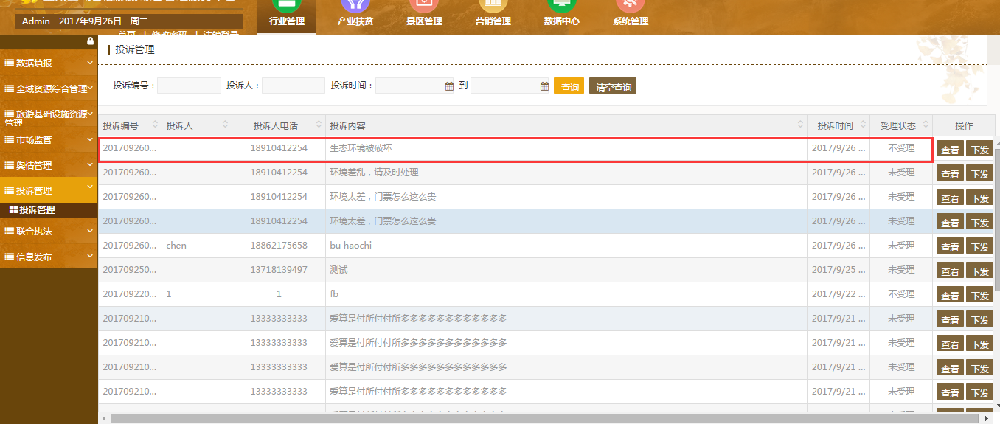 Admin 2017年9月26日 周二
首页 | 修改密码 | 注销登录
行业管理 产业扶贫 景区管理 营销管理 数据中心 系统管理
数据填报
全域资源综合管理
旅游基础设施资源管理
市场监管
舆情管理
投诉管理
投诉管理
联合执法
信息发布
投诉管理
投诉编号： 投诉人： 投诉时间： 到 查询 清空查询
投诉编号 投诉人 投诉人电话 投诉内容 投诉时间 受理状态 操作
201709260... 18910412254 生态环境被破坏 2017/9/26 ... 不受理 查看 下发
201709260... 18910412254 环境差乱，请及时处理 2017/9/26 ... 未受理 查看 下发
201709260... 18910412254 环境太差，门票怎么这么贵 2017/9/26 ... 未受理 查看 下发
201709260... 18910412254 环境太差，门票怎么这么贵 2017/9/26 ... 未受理 查看 下发
201709260... chen 18862175658 bu haochi 2017/9/26 ... 未受理 查看 下发
201709250... 13718139497 测试 2017/9/25 ... 未受理 查看 下发
201709220... 1 1 fb 2017/9/22 ... 不受理 查看 下发
201709210... 13333333333 爱算是付所付付所多多多多多多多多多多多多 2017/9/21 ... 未受理 查看 下发
201709210... 13333333333 爱算是付所付付所多多多多多多多多多多多多 2017/9/21 ... 未受理 查看 下发
201709210... 13333333333 爱算是付所付付所多多多多多多多多多多多多 2017/9/21 ... 未受理 查看 下发
201709210... 13333333333 爱算是付所付付所多多多多多多多多多多多多 2017/9/21 ... 未受理 查看 下发